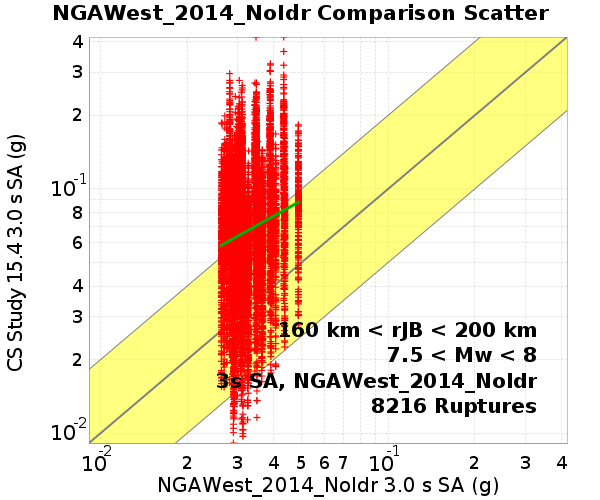 NGAWest_2014_NoIdr Comparison Scatter
CS Study 15.4 3.0 s SA (g)
4
3
2
10^-1
8
6
4
3
2
10^-2
160 km < rJB < 200 km
7.5 < Mw < 8
3s SA, NGAWest_2014_NoIdr
8216 Ruptures
10^-2 2 3 4 5 6 7 10^-1 2 3 4
NGAWest_2014_NoIdr 3.0 s SA (g)